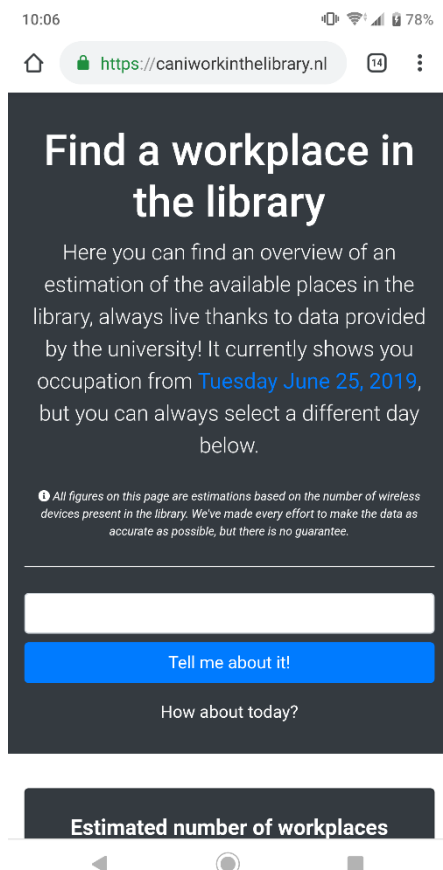 10:06
78%
https://caniworkinthelibrary.nl
14
Find a workplace in
the library
Here you can find an overview of an
estimation of the available places in the
library, always live thanks to data provided
by the university! It currently shows you
occupation from Tuesday June 25, 2019,
but you can always select a different day
below.
All figures on this page are estimations based on the number of wireless
devices present in the library. We've made every effort to make the data as
accurate as possible, but there is no guarantee.
Tell me about it!
How about today?
Estimated number of workplaces